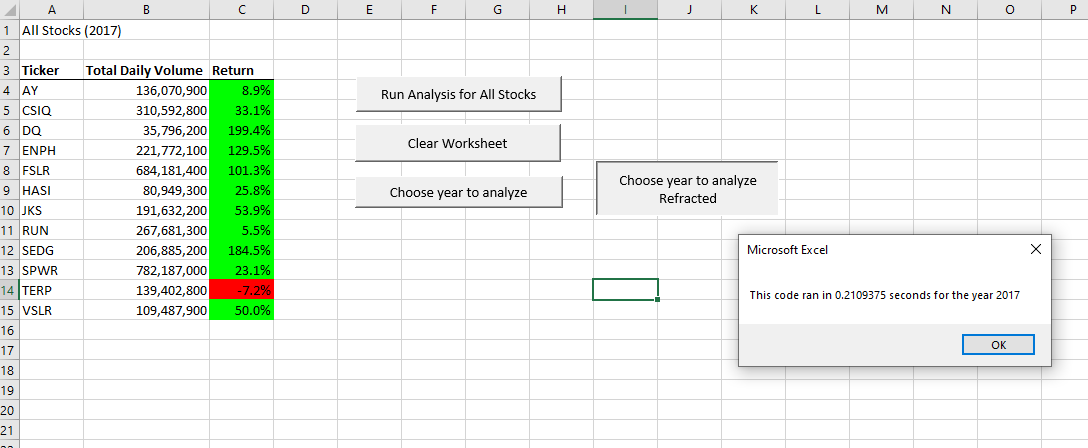 A B C D E F G H I J K L M N O P
1 All Stocks (2017)
2
3 Ticker Total Daily Volume Return
4 AY 136,070,900 8.9%
5 CSIQ 310,592,800 33.1%
6 DQ 35,796,200 199.4%
7 ENPH 221,772,100 129.5%
8 FSLR 684,181,400 101.3%
9 HASI 80,949,300 25.8%
10 JKS 191,632,200 53.9%
11 RUN 267,681,300 5.5%
12 SEDG 206,885,200 184.5%
13 SPWR 782,187,000 23.1%
14 TERP 139,402,800 -7.2%
15 VSLR 109,487,900 50.0%
16
17
18
19
20
21
Run Analysis for All Stocks
Clear Worksheet
Choose year to analyze
Choose year to analyze
Refracted
Microsoft Excel
This code ran in 0.2109375 seconds for the year 2017
OK